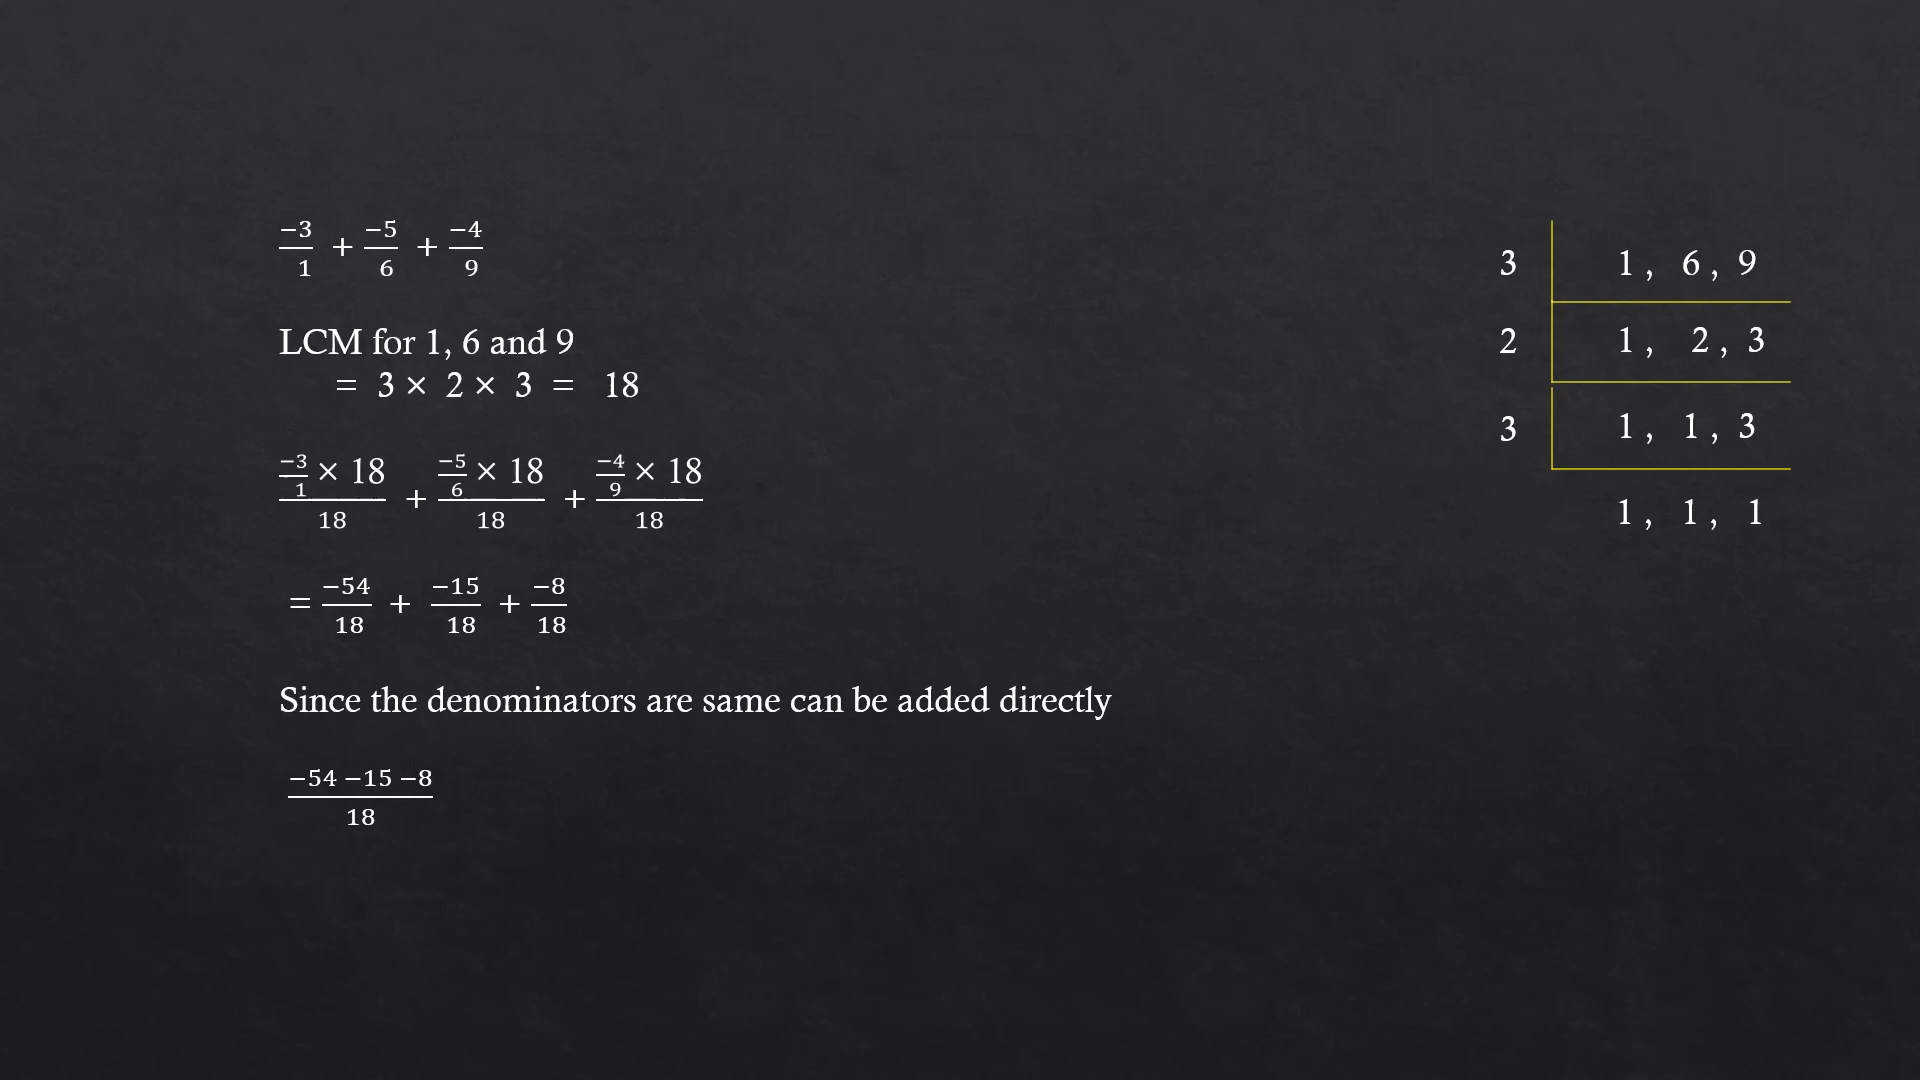 −3/1 + −5/6 + −4/9
LCM for 1, 6 and 9
= 3 × 2 × 3 = 18
(−3/1 × 18)/18 + (−5/6 × 18)/18 + (−4/9 × 18)/18
= −54/18 + −15/18 + −8/18
Since the denominators are same can be added directly
(−54 −15 −8)/18
3 | 1 , 6 , 9
2 | 1 , 2 , 3
3 | 1 , 1 , 3
1 , 1 , 1